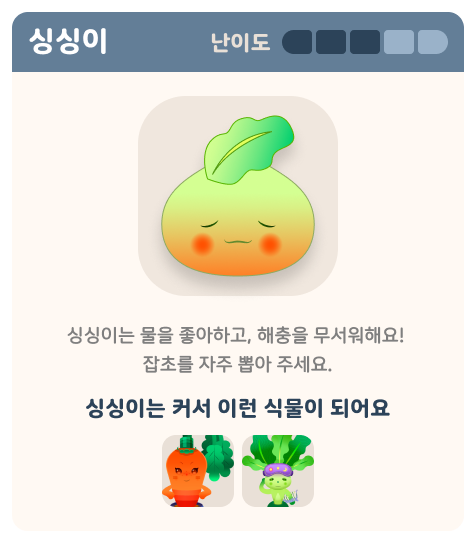 싱싱이
난이도
싱싱이는 물을 좋아하고, 해충을 무서워해요!
잡초를 자주 뽑아 주세요.
싱싱이는 커서 이런 식물이 되어요